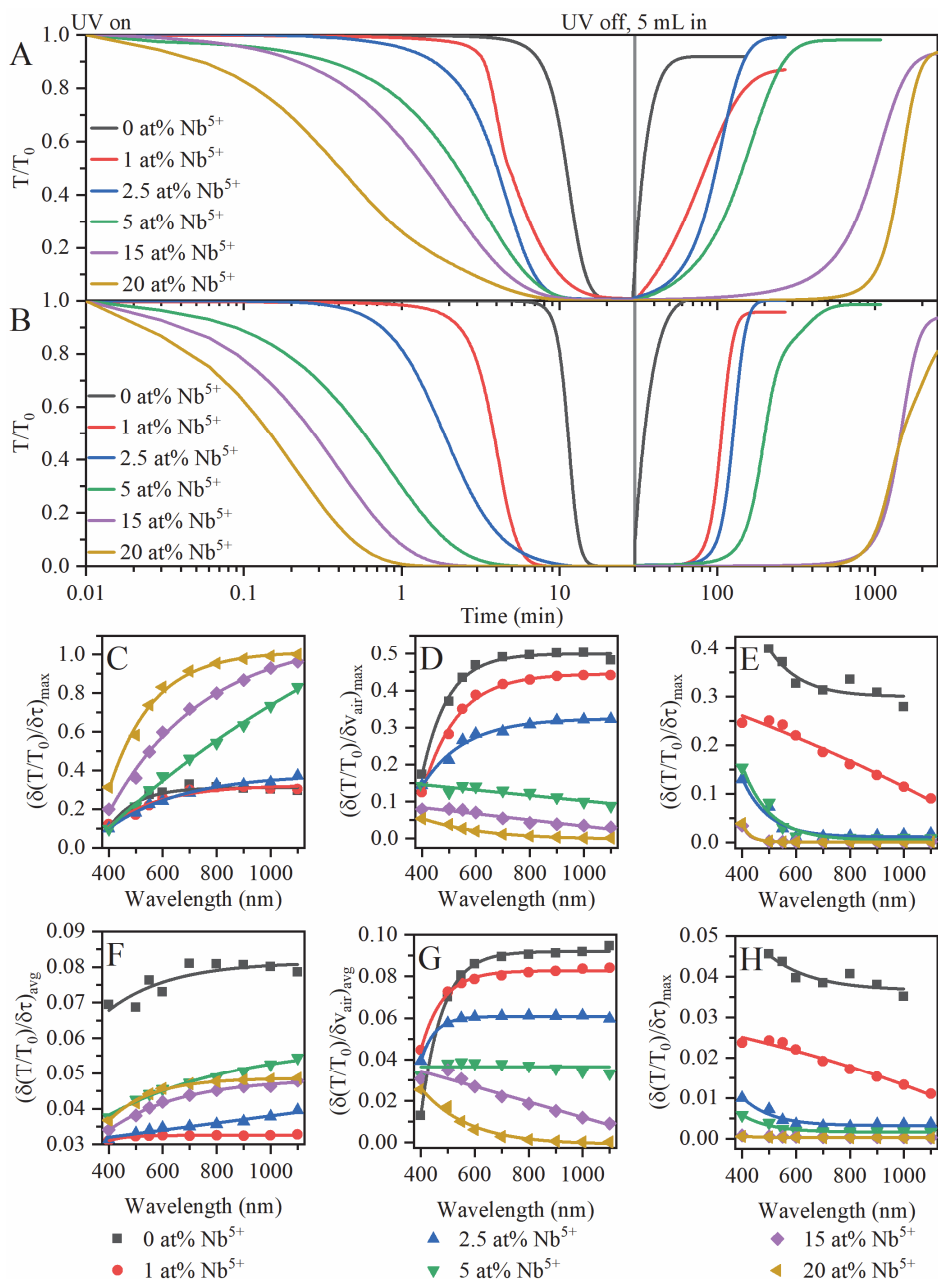 UV on UV off, 5 mL in
A
1.0
0.8
0.6
0.4
0.2
T/T0
0 at% Nb5+
1 at% Nb5+
2.5 at% Nb5+
5 at% Nb5+
15 at% Nb5+
20 at% Nb5+
B
1.0
0.8
0.6
0.4
0.2
0.0
T/T0
0 at% Nb5+
1 at% Nb5+
2.5 at% Nb5+
5 at% Nb5+
15 at% Nb5+
20 at% Nb5+
0.01 0.1 1 10 100 1000
Time (min)
C
(δ(T/T0)/δτ)max
1.0
0.8
0.6
0.4
0.2
0.0
400 600 800 1000
Wavelength (nm)
D
(δ(T/T0)/δvair)max
0.5
0.4
0.3
0.2
0.1
0.0
400 600 800 1000
Wavelength (nm)
E
(δ(T/T0)/δτ)max
0.4
0.3
0.2
0.1
0.0
400 600 800 1000
Wavelength (nm)
F
(δ(T/T0)/δτ)avg
0.09
0.08
0.07
0.06
0.05
0.04
0.03
400 600 800 1000
Wavelength (nm)
G
(δ(T/T0)/δvair)avg
0.10
0.08
0.06
0.04
0.02
0.00
400 600 800 1000
Wavelength (nm)
H
(δ(T/T0)/δτ)max
0.05
0.04
0.03
0.02
0.01
0.00
400 600 800 1000
Wavelength (nm)
0 at% Nb5+ 2.5 at% Nb5+ 15 at% Nb5+
1 at% Nb5+ 5 at% Nb5+ 20 at% Nb5+